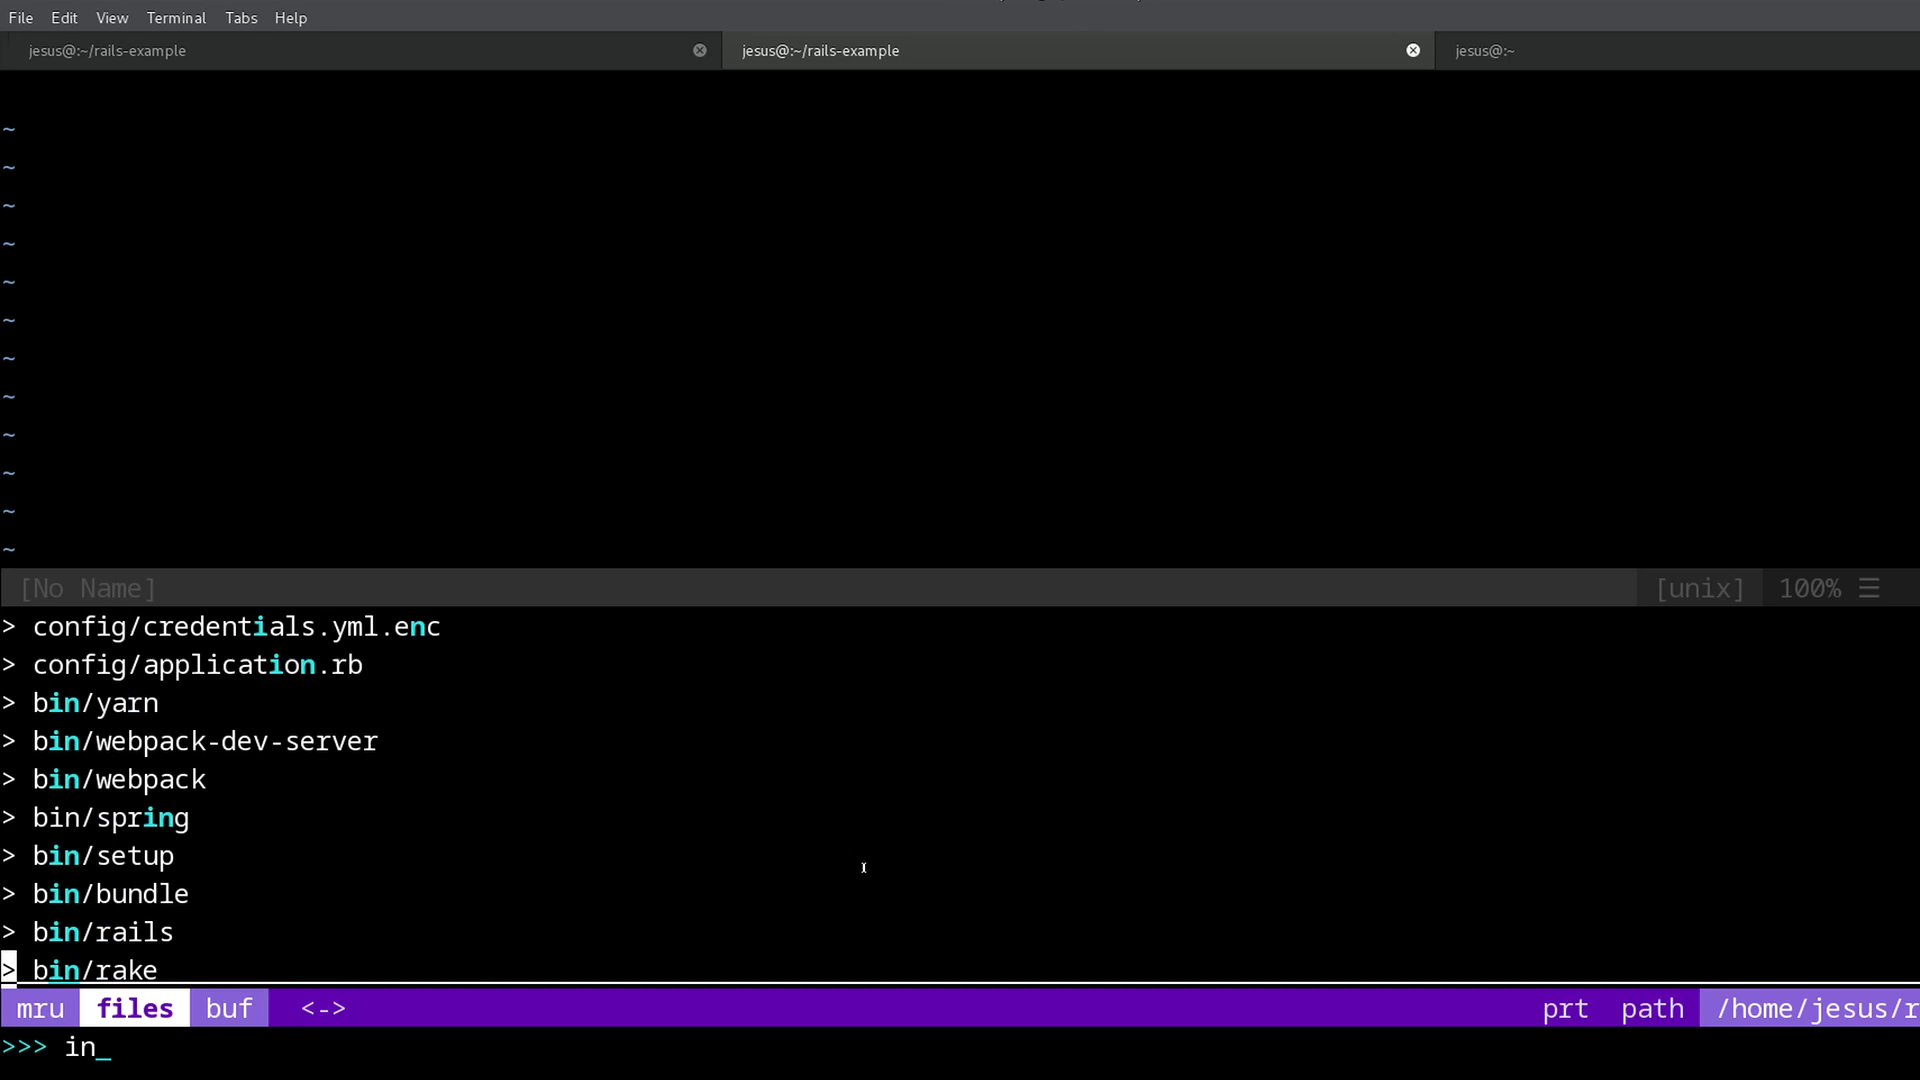 File Edit View Terminal Tabs Help
jesus@:~/rails-example jesus@:~/rails-example jesus@:~
~
~
~
~
~
~
~
~
~
~
~
~
[No Name] [unix] 100% ☰
> config/credentials.yml.enc
> config/application.rb
> bin/yarn
> bin/webpack-dev-server
> bin/webpack
> bin/spring
> bin/setup
> bin/bundle
> bin/rails
> bin/rake
mru files buf <-> prt path /home/jesus/r
>>> in_